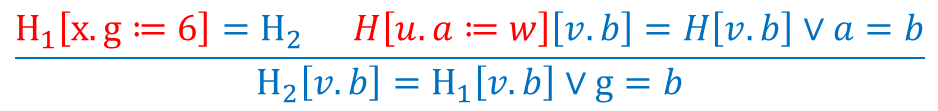 H₁[x.g ≔ 6] = H₂ H[u.a ≔ w][v.b] = H[v.b] ∨ a = b
H₂[v.b] = H₁[v.b] ∨ g = b